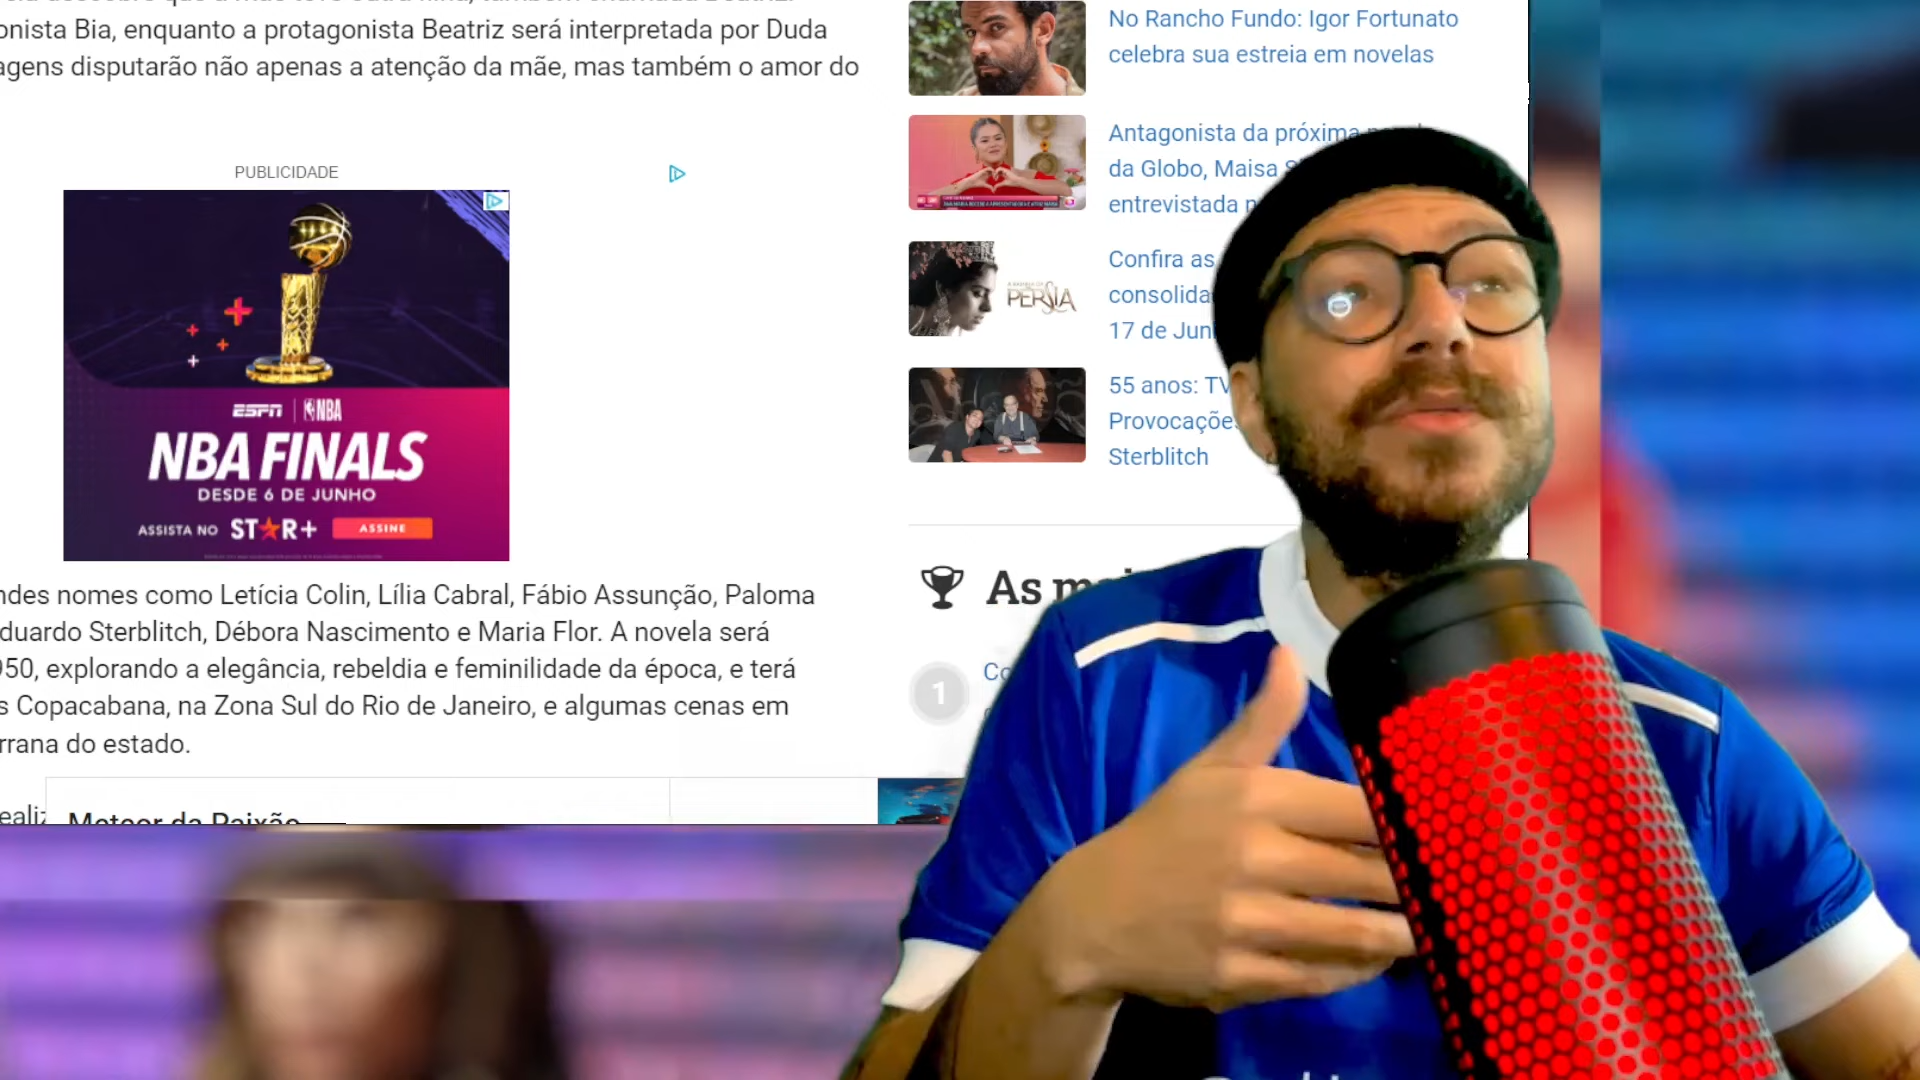 onista Bia, enquanto a protagonista Beatriz será interpretada por Duda
agens disputarão não apenas a atenção da mãe, mas também o amor do
PUBLICIDADE
ESPN | NBA
NBA FINALS
DESDE 6 DE JUNHO
ASSISTA NO STAR+ ASSINE
ndes nomes como Letícia Colin, Lília Cabral, Fábio Assunção, Paloma
duardo Sterblitch, Débora Nascimento e Maria Flor. A novela será
950, explorando a elegância, rebeldia e feminilidade da época, e terá
s Copacabana, na Zona Sul do Rio de Janeiro, e algumas cenas em
rrana do estado.
ealiz
Meteor da Paixão
No Rancho Fundo: Igor Fortunato
celebra sua estreia em novelas
Antagonista da próxima
da Globo, Maisa S
entrevistada n
PERSIA
Confira as
consolida
17 de Jun
55 anos: TV
Provocaçõe
Sterblitch
As m
1
Co